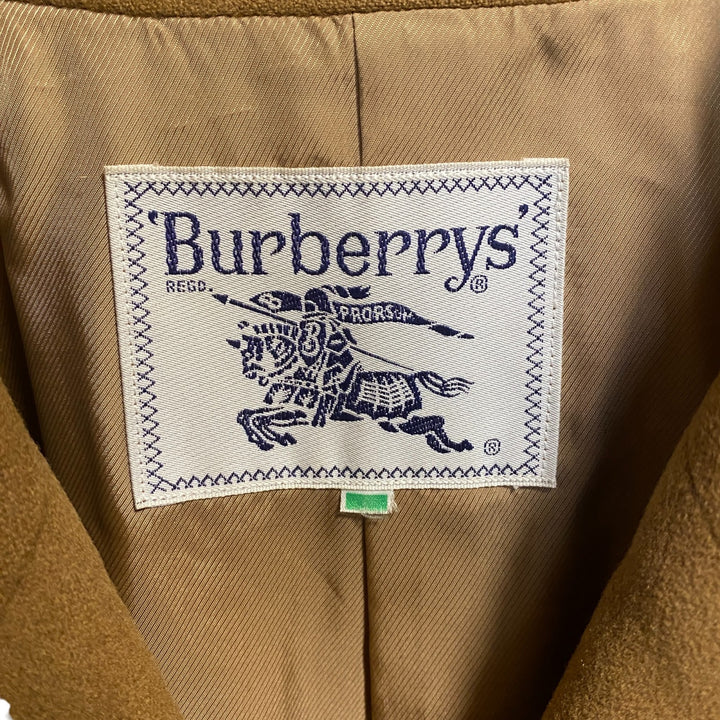 'Burberrys'
REGD. ®
PRORSUM
B
®